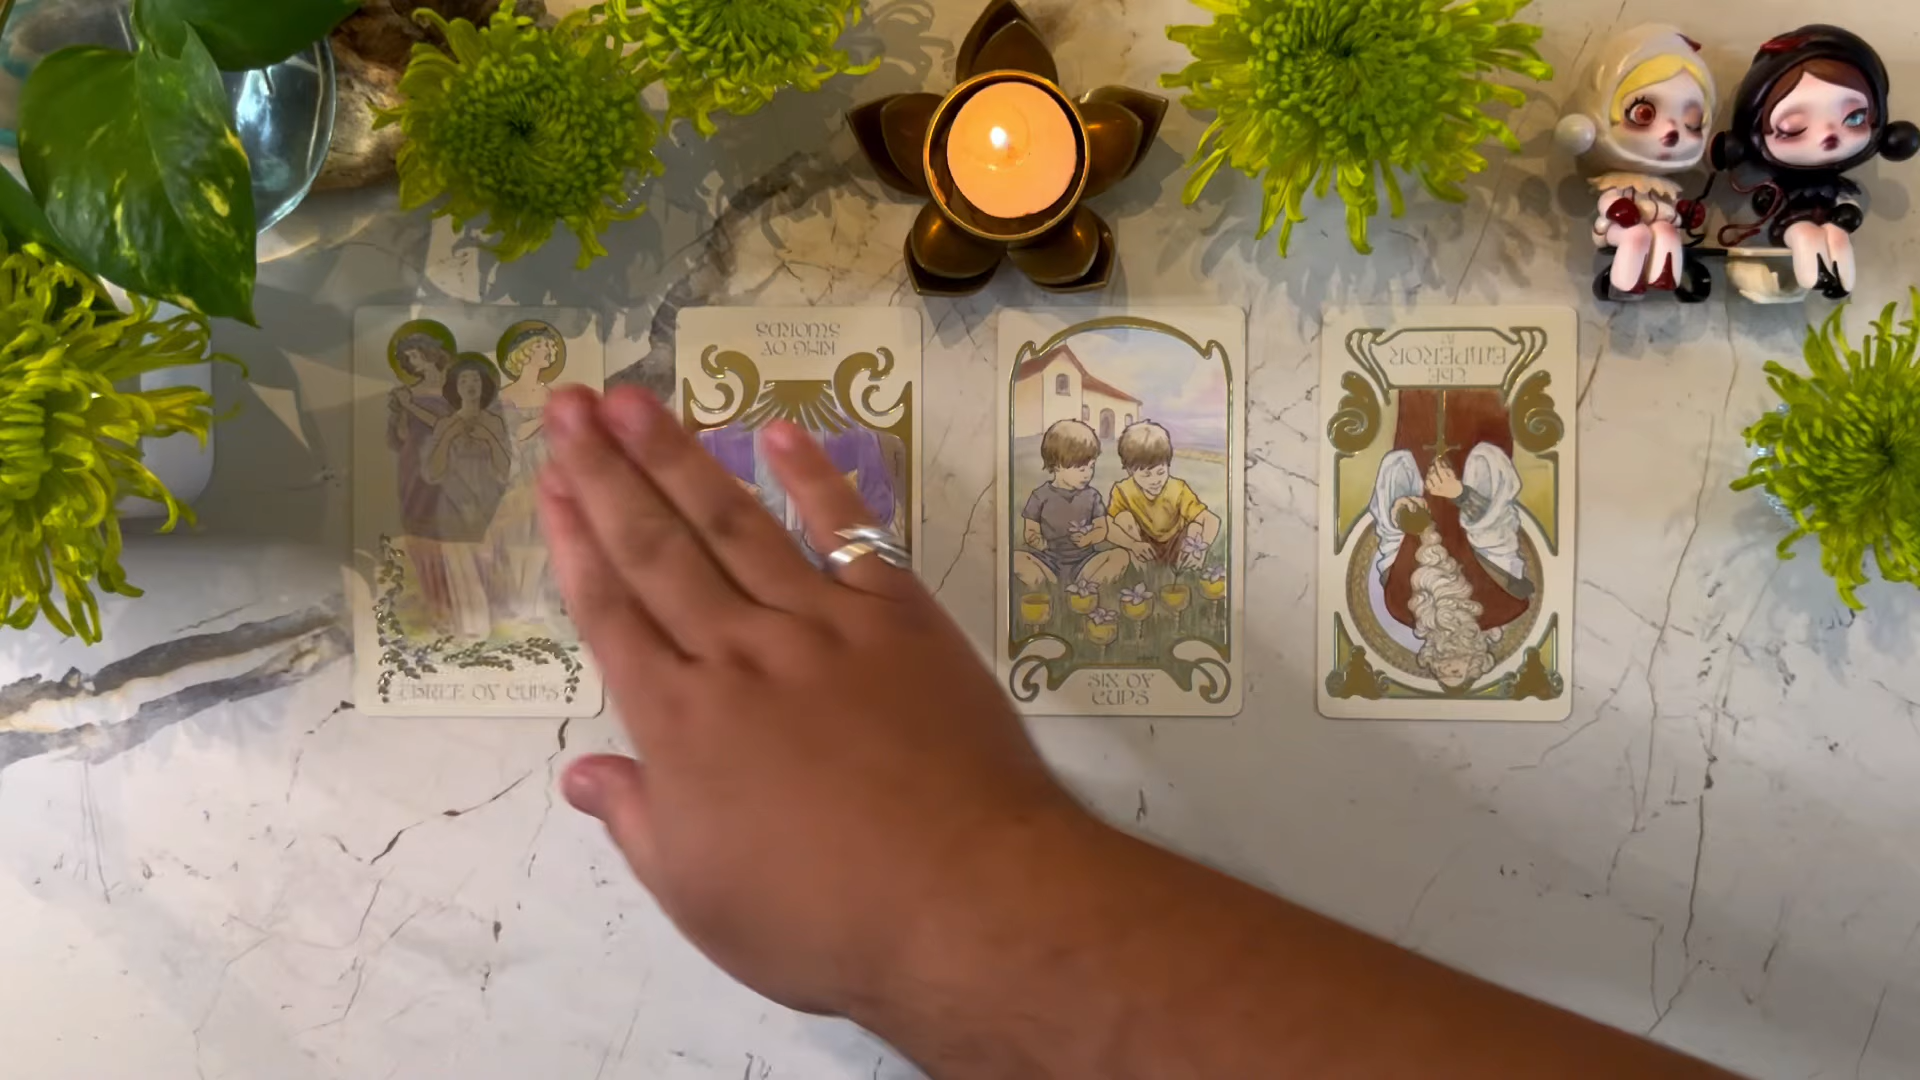 THREE OF CUPS
KING OF
SWORDS
SIX OF
CUPS
THE
EMPEROR
IV